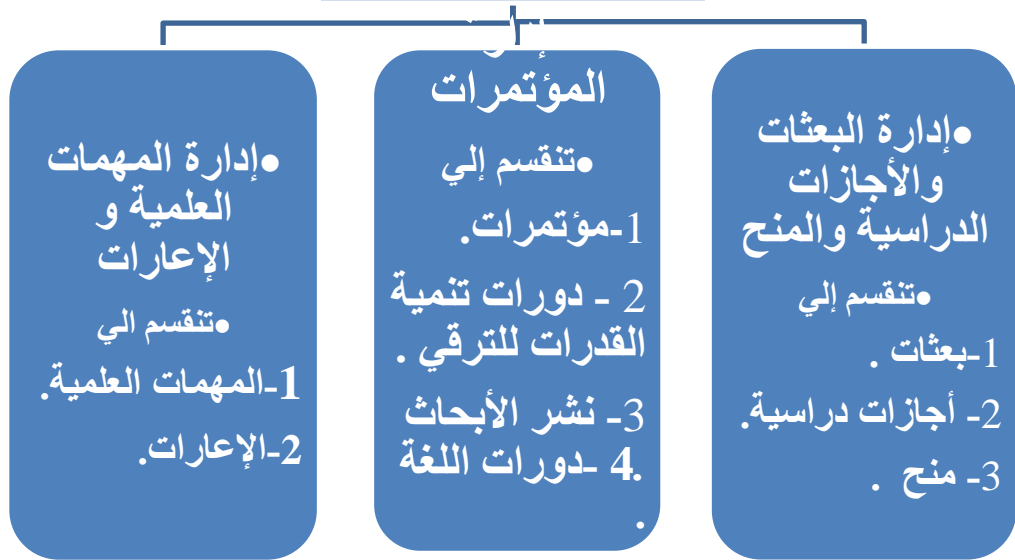 •إدارة البعثات
والأجازات
الدراسية والمنح
•تنقسم إلي
1-بعثات .
2- أجازات دراسية.
3- منح .
المؤتمرات
•تنقسم إلي
1-مؤتمرات.
2 - دورات تنمية
القدرات للترقي .
3- نشر الأبحاث
.4 -دورات اللغة
.
•إدارة المهمات
العلمية و
الإعارات
•تنقسم الي
1-المهمات العلمية.
2-الإعارات.